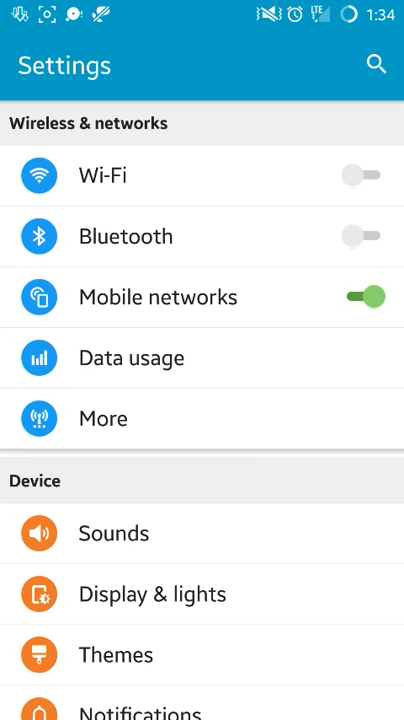 LTE 1:34
Settings
Wireless & networks
Wi-Fi
Bluetooth
Mobile networks
Data usage
More
Device
Sounds
Display & lights
Themes
Notifications